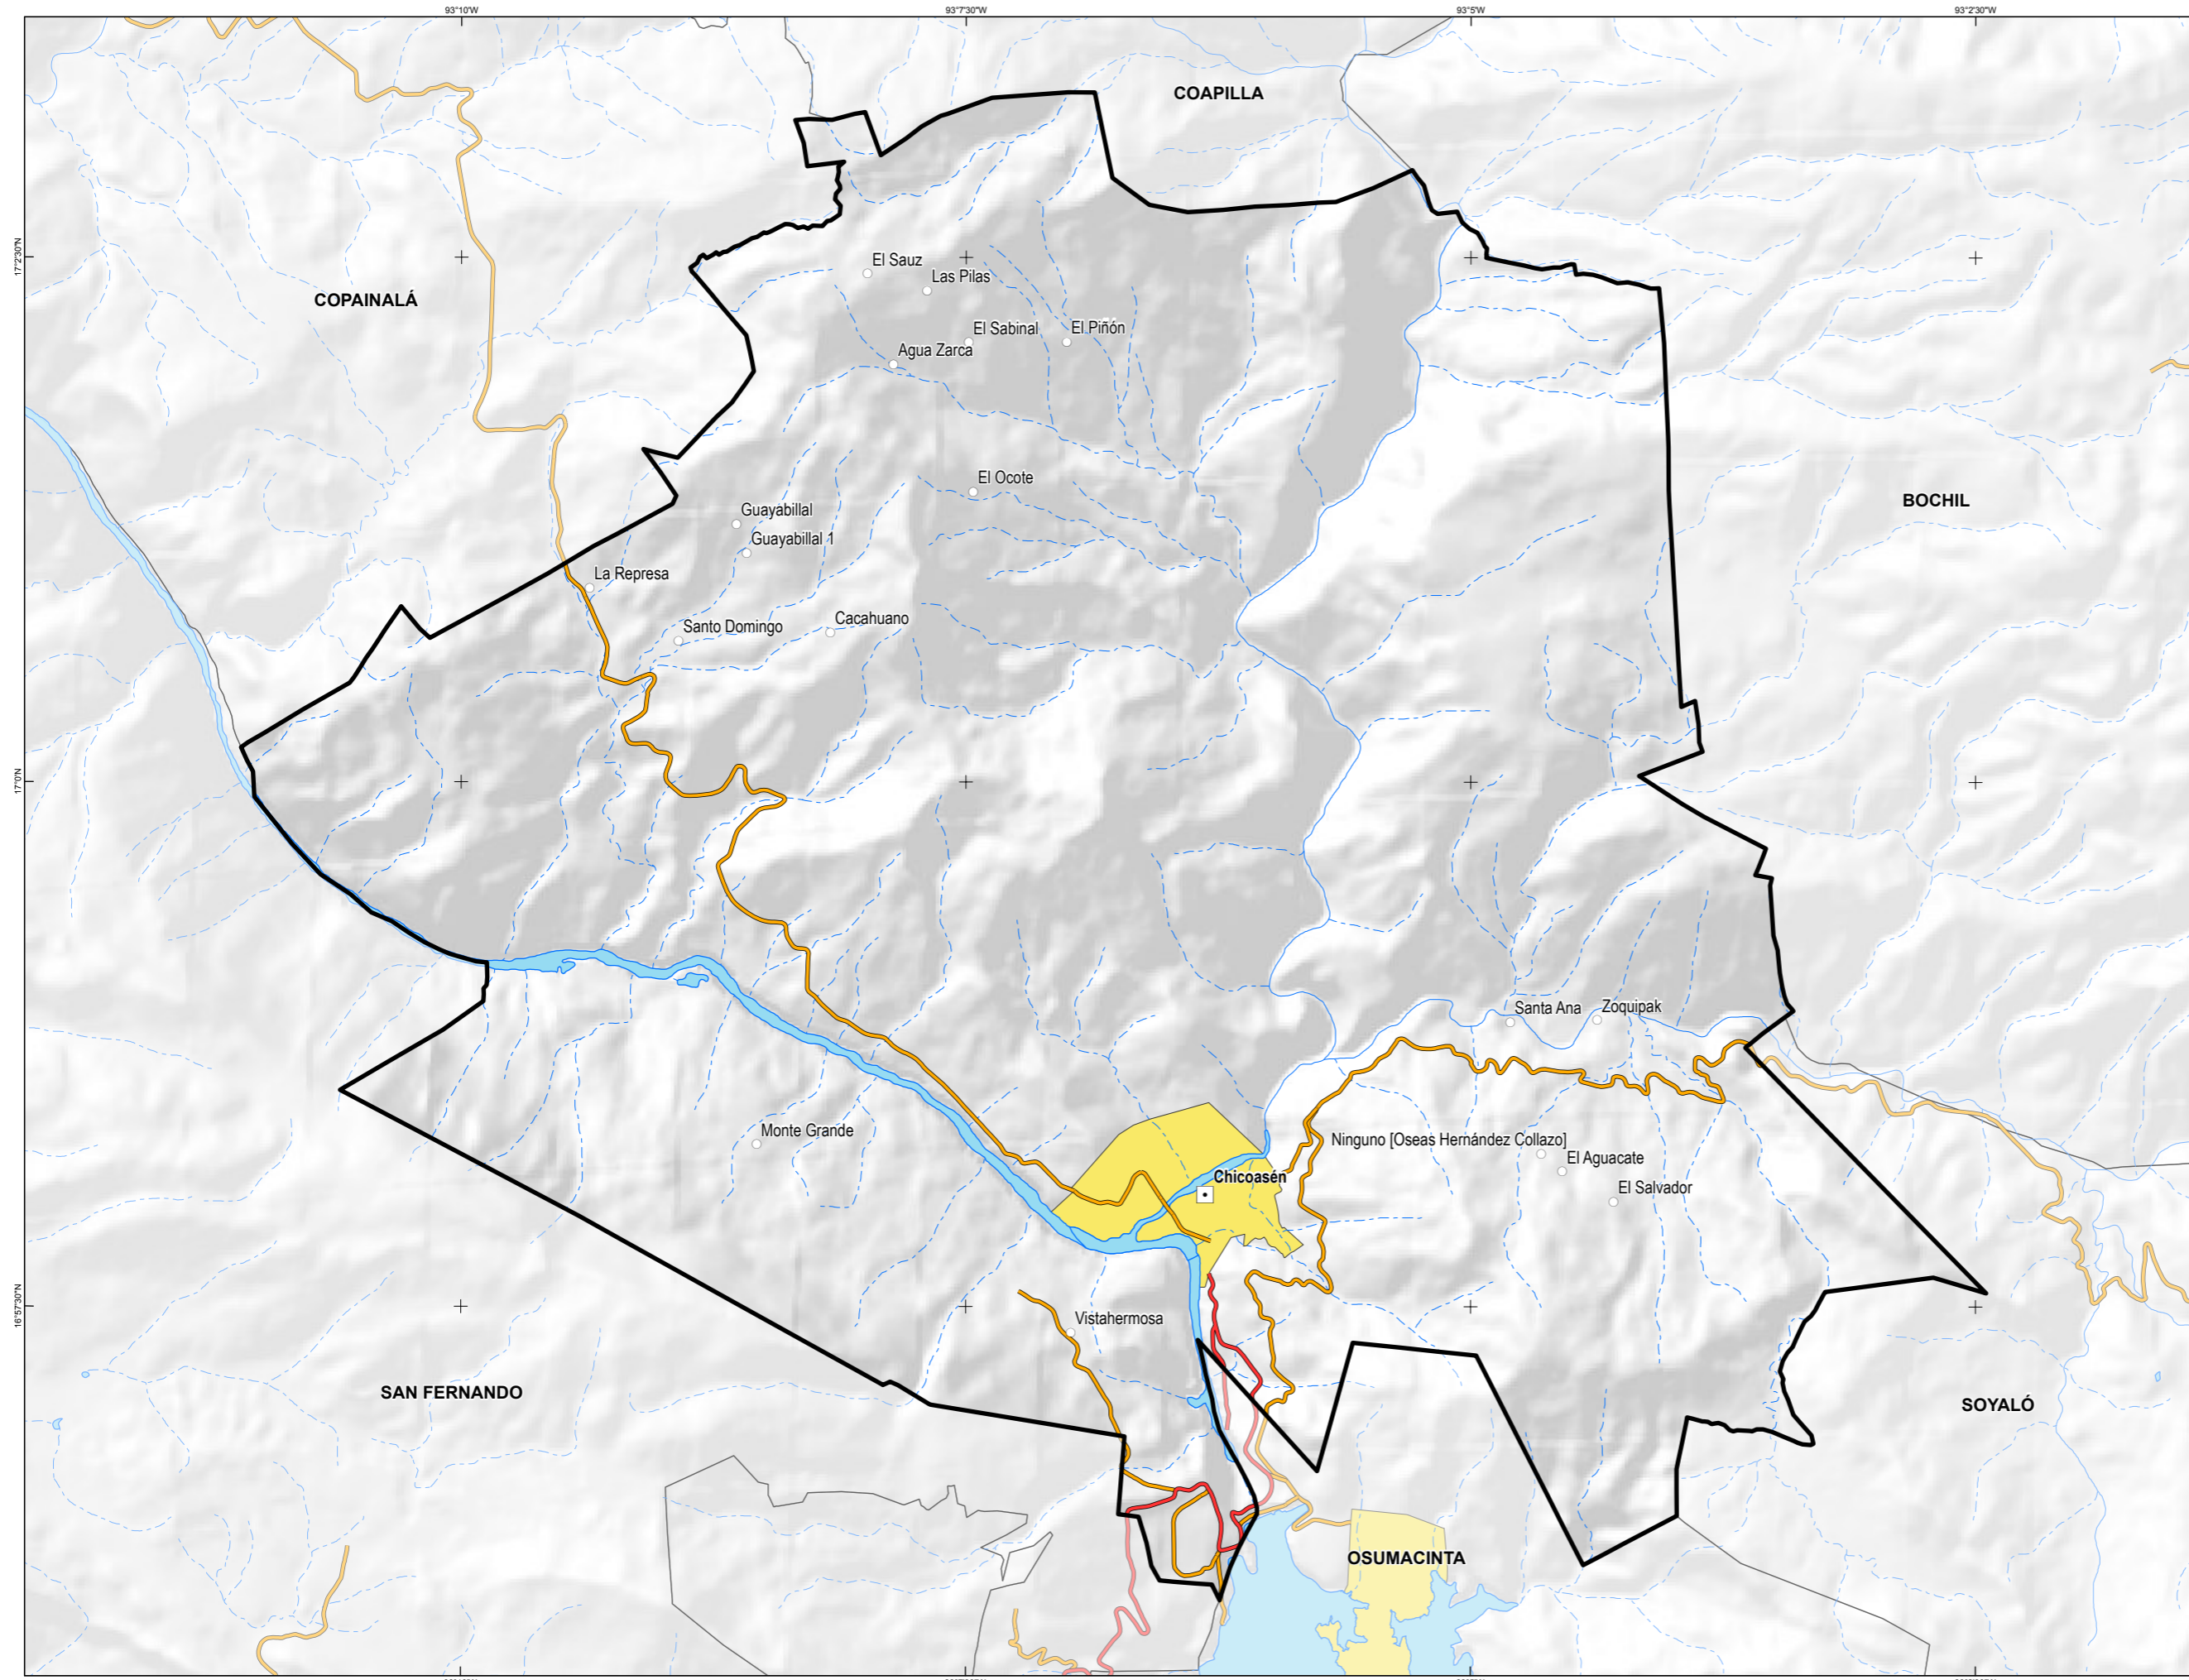 93°10'W
93°7'30"W
93°5'W
93°2'30"W
COAPILLA
17°2'30"N
El Sauz
Las Pilas
COPAINALÁ
El Sabinal
El Piñón
Agua Zarca
El Ocote
BOCHIL
Guayabillal
Guayabillal 1
La Represa
Cacahuano
Santo Domingo
17°0'N
Santa Ana
Zoquipak
Monte Grande
Ninguno [Oseas Hernández Collazo]
El Aguacate
Chicoasén
El Salvador
16°57'30"N
Vistahermosa
SAN FERNANDO
SOYALÓ
OSUMACINTA